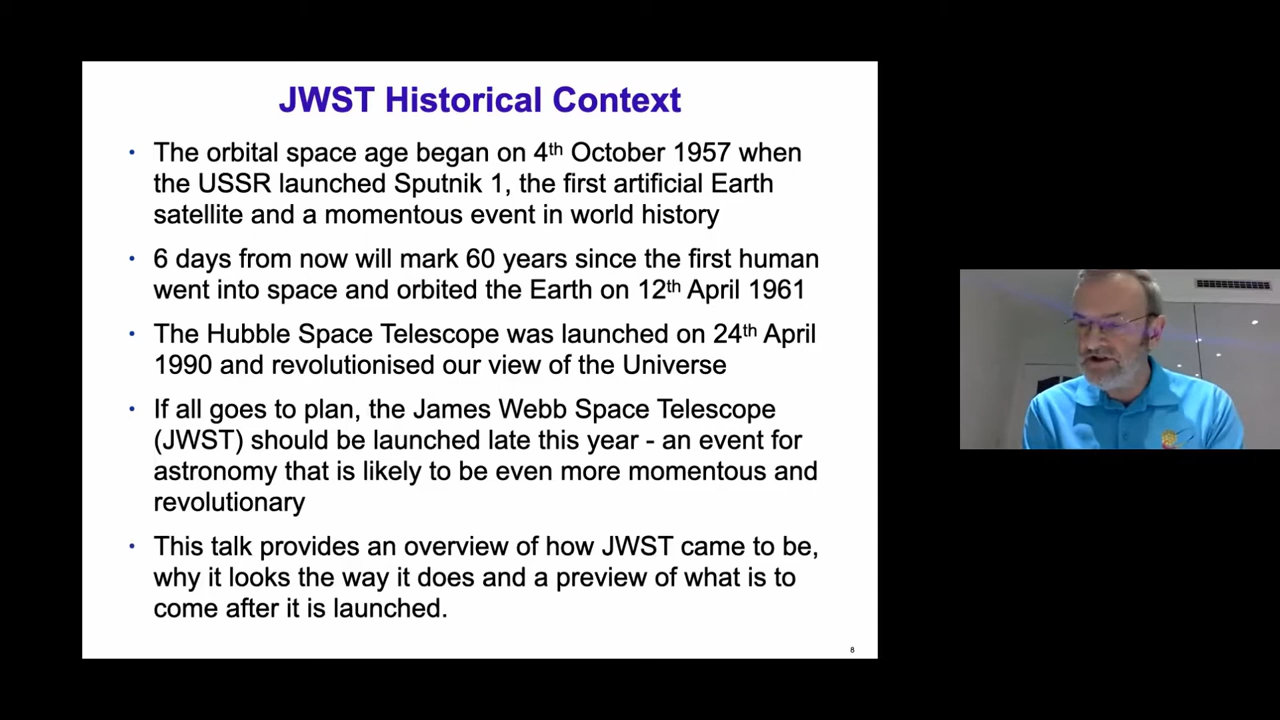 JWST Historical Context
• The orbital space age began on 4th October 1957 when
the USSR launched Sputnik 1, the first artificial Earth
satellite and a momentous event in world history
• 6 days from now will mark 60 years since the first human
went into space and orbited the Earth on 12th April 1961
• The Hubble Space Telescope was launched on 24th April
1990 and revolutionised our view of the Universe
• If all goes to plan, the James Webb Space Telescope
(JWST) should be launched late this year - an event for
astronomy that is likely to be even more momentous and
revolutionary
• This talk provides an overview of how JWST came to be,
why it looks the way it does and a preview of what is to
come after it is launched.
8